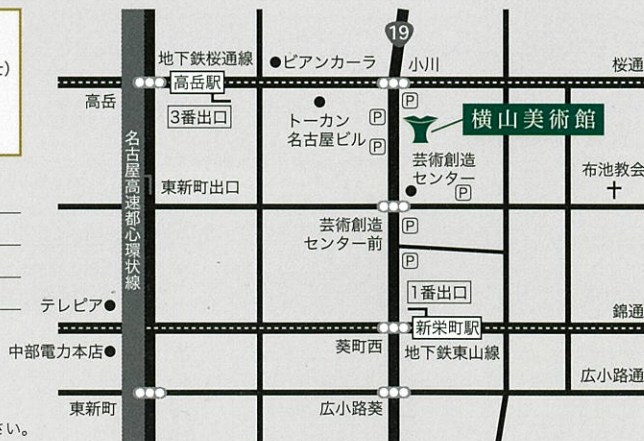 19
地下鉄桜通線
ビアンカーラ
小川
桜通
高岳駅
高岳
3番出口
トーカン
名古屋ビル
P
P
P
横山美術館
芸術創造
センター
P
布池教会
名古屋高速都心環状線
東新町出口
芸術創造
センター前
P
P
1番出口
テレピア
錦通
新栄町駅
中部電力本店
葵町西
地下鉄東山線
広小路通
東新町
広小路葵
さい。